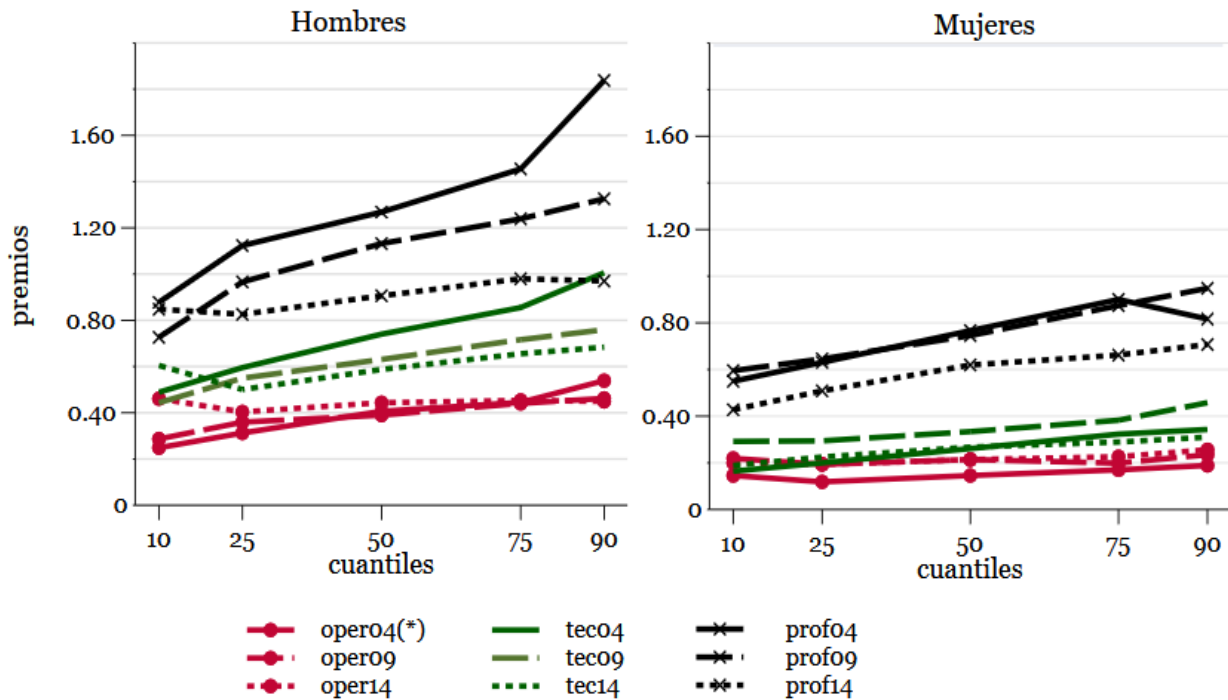 Hombres
Mujeres
premios
1.60
1.20
0.80
0.40
0
10 25 50 75 90
cuantiles
1.60
1.20
0.80
0.40
0
10 25 50 75 90
cuantiles
oper04(*) tec04 prof04
oper09 tec09 prof09
oper14 tec14 prof14